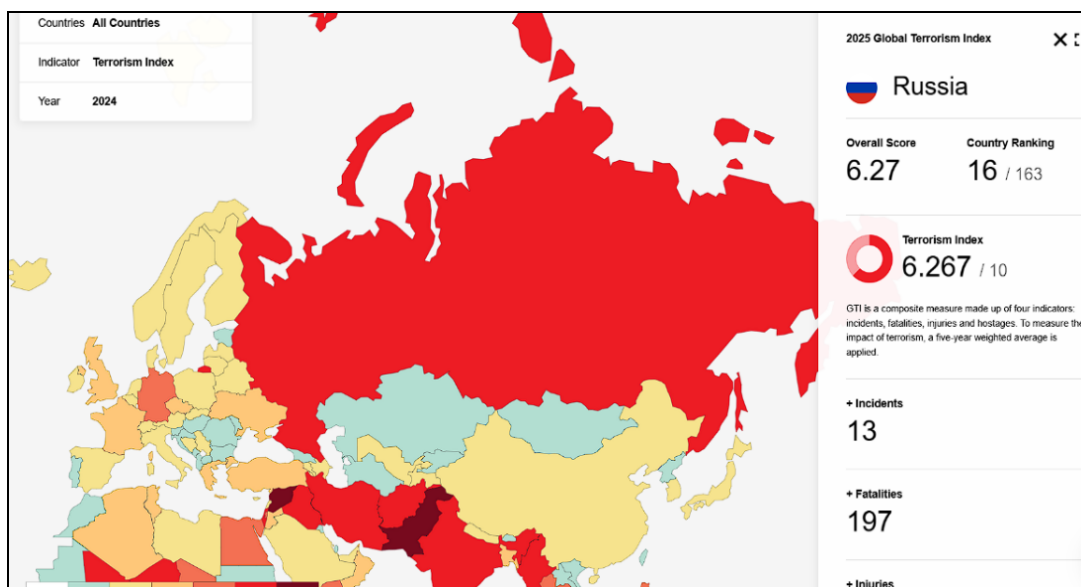 Countries All Countries
Indicator Terrorism Index
Year 2024
2025 Global Terrorism Index
Russia
Overall Score
6.27
Country Ranking
16 / 163
Terrorism Index
6.267 / 10
GTI is a composite measure made up of four indicators:
incidents, fatalities, injuries and hostages. To measure the
impact of terrorism, a five-year weighted average is
applied.
+ Incidents
13
+ Fatalities
197
+ Injuries